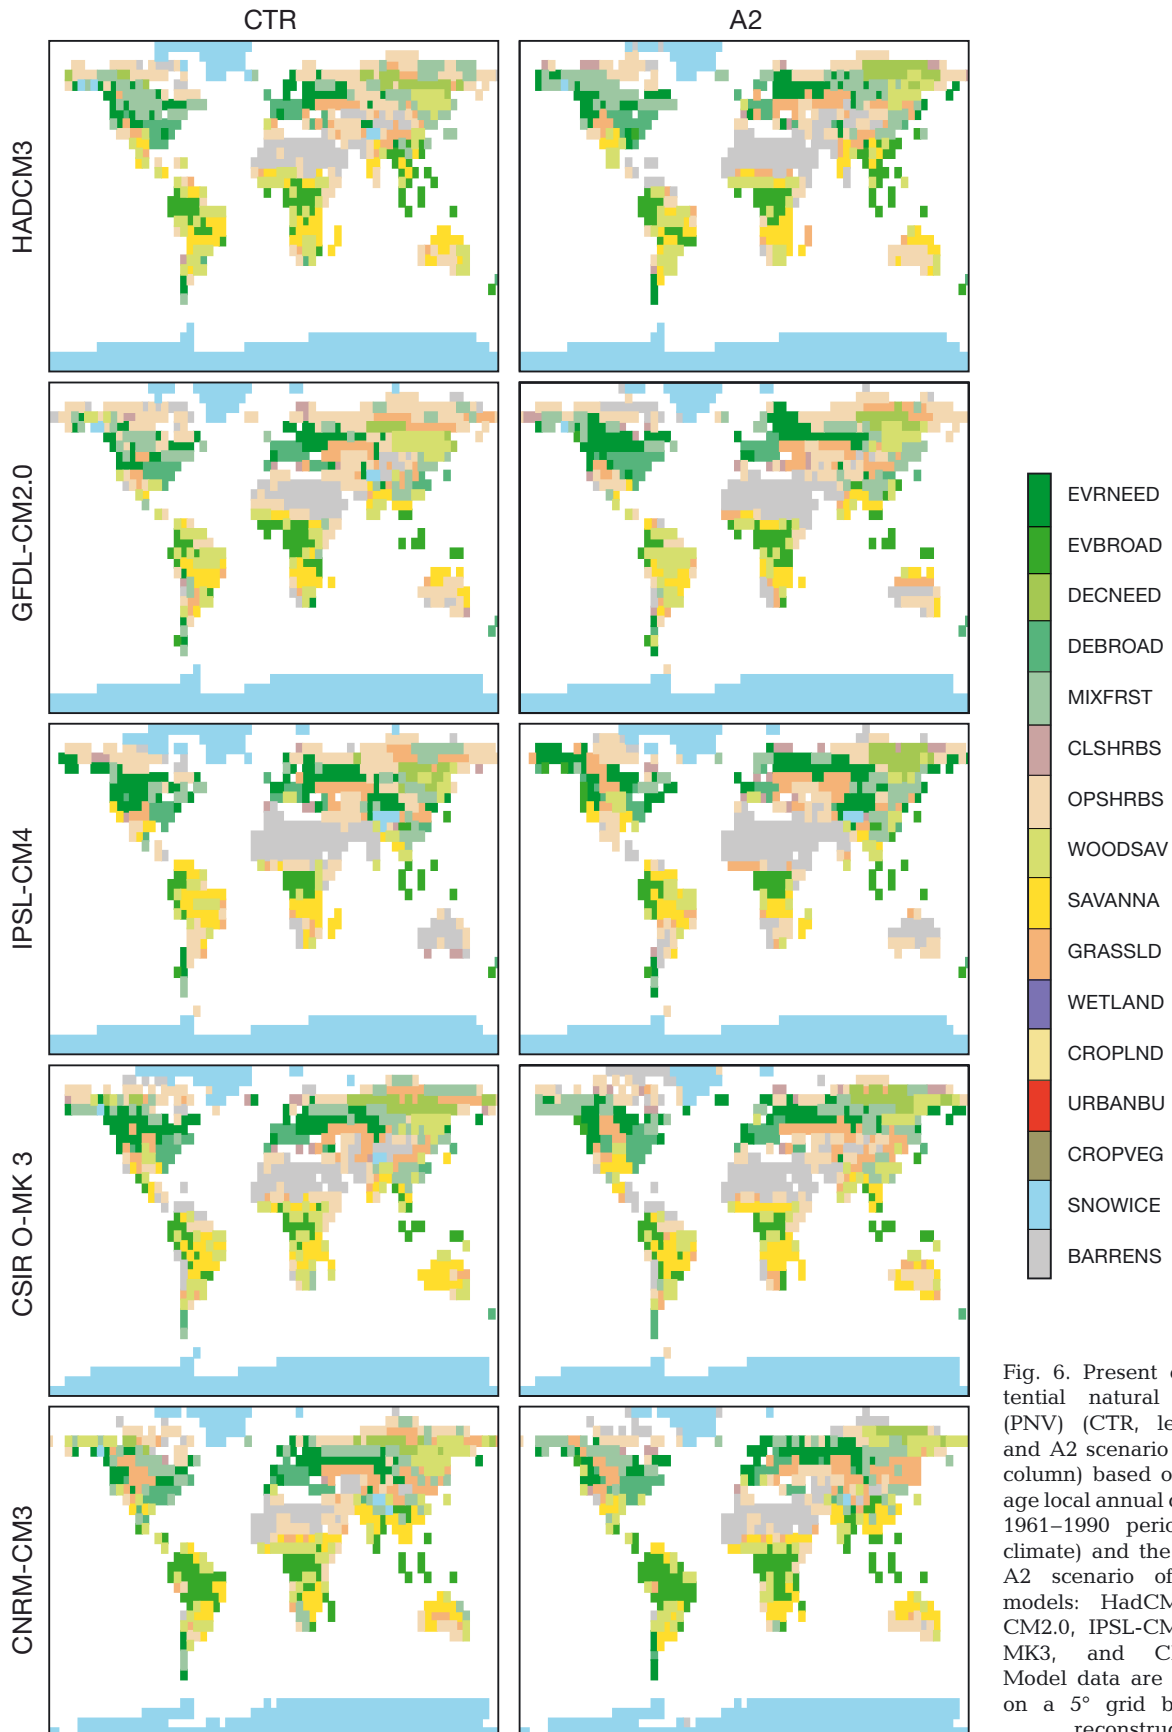 CTR
A2
HADCM3
GFDL-CM2.0
IPSL-CM4
CSIR O-MK 3
CNRM-CM3
EVRNEED
EVBROAD
DECNEED
DEBROAD
MIXFRST
CLSHRBS
OPSHRBS
WOODSAV
SAVANNA
GRASSLD
WETLAND
CROPLND
URBANBU
CROPVEG
SNOWICE
BARRENS
Fig. 6. Present
tential natural
(PNV) (CTR,
and A2 scenario
column) based
age local annual
1961–1990
climate) and the
A2 scenario
models:
CM2.0,
MK3, and
Model data are
on a 5° grid